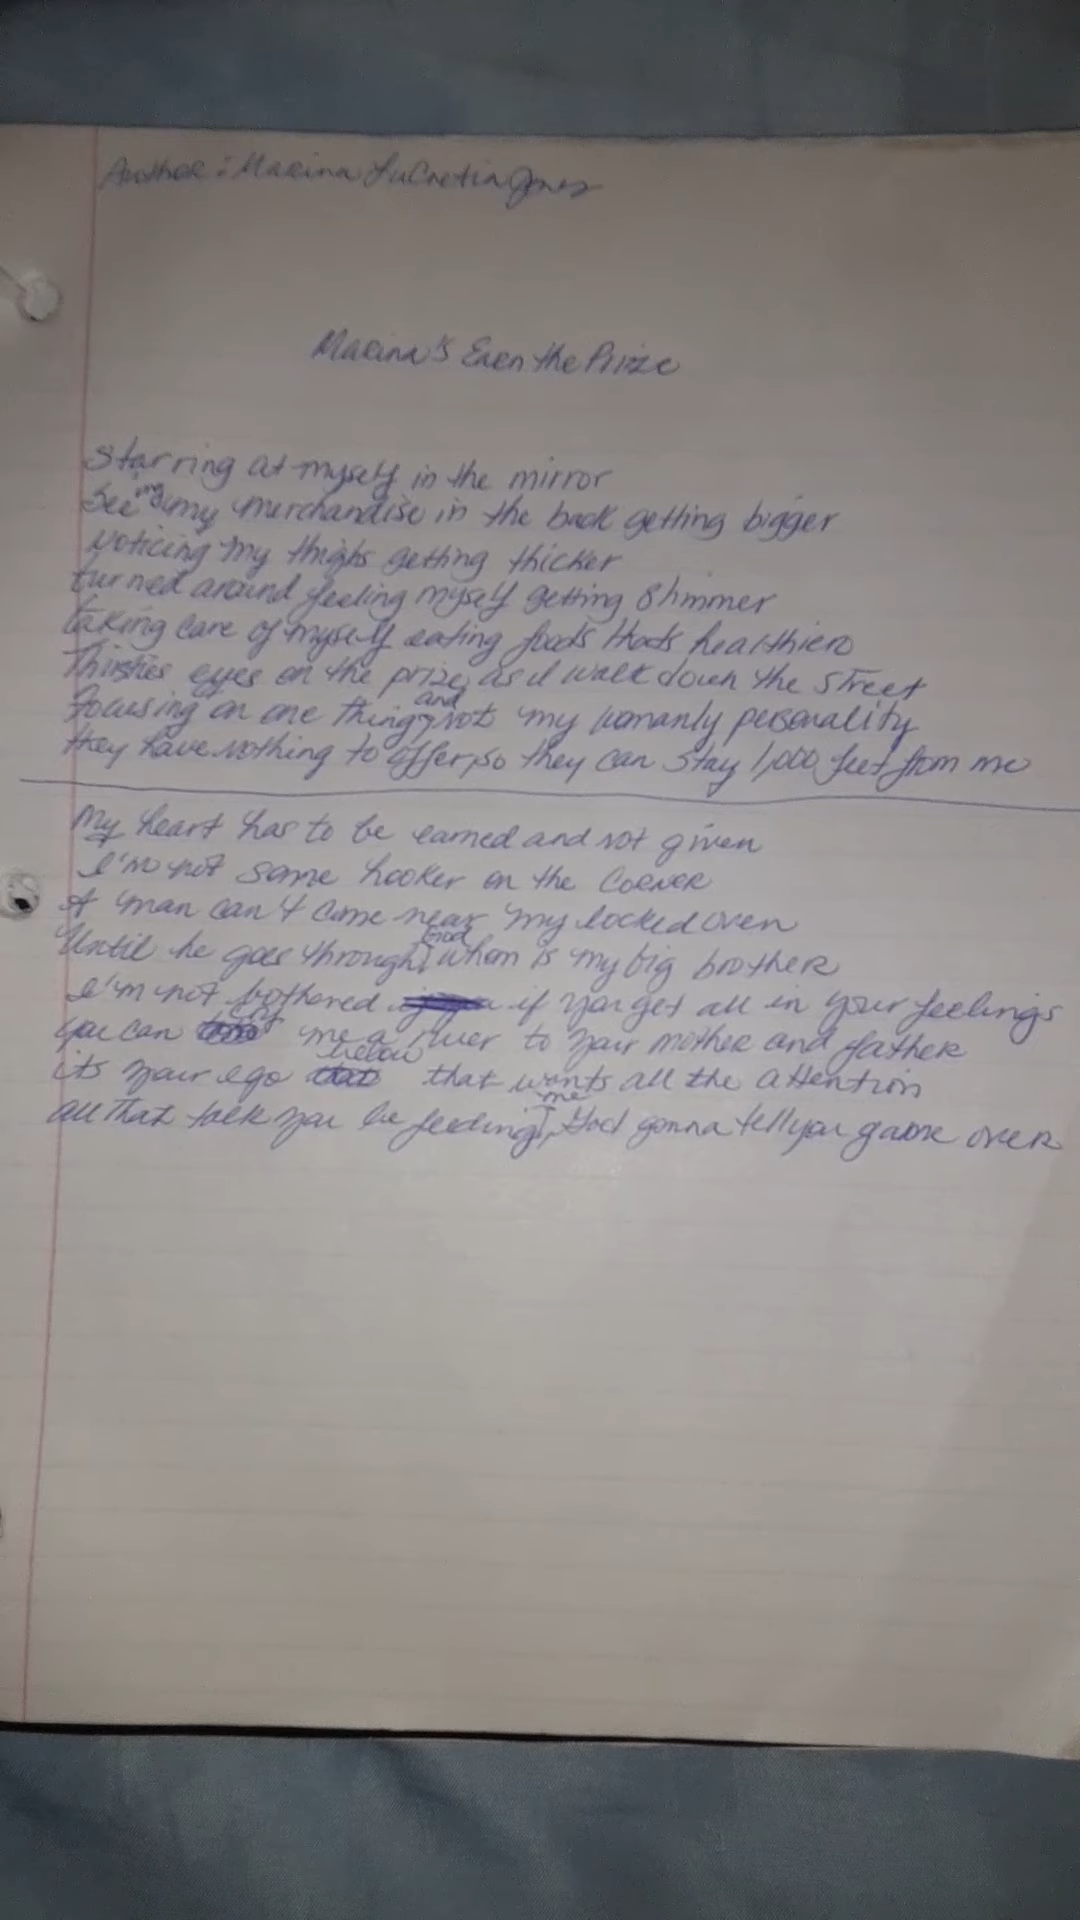 Author: Marina LuCretia Jones
Marina's Even the Prize
Starring at myself in the mirror
Seeing my merchandise in the back getting bigger
Noticing my thighs getting thicker
turned around feeling myself getting slimmer
taking care of myself eating foods thats healthier
Thirsties eyes on the prize, as I walk down the street
Focusing on one thing, and not my womanly personality
they have nothing to offer, so they can stay 1,000 feet from me
My heart has to be earned and not given
I'm not some hooker on the corner
A man can't come near my locked oven
Until he goes through God whom is my big brother
I'm not bothered if you get all in your feelings
you can cry me a river to your mother and father
its your ego below that wants all the attention
all that talk you be feeding me, God gonna tell you game over